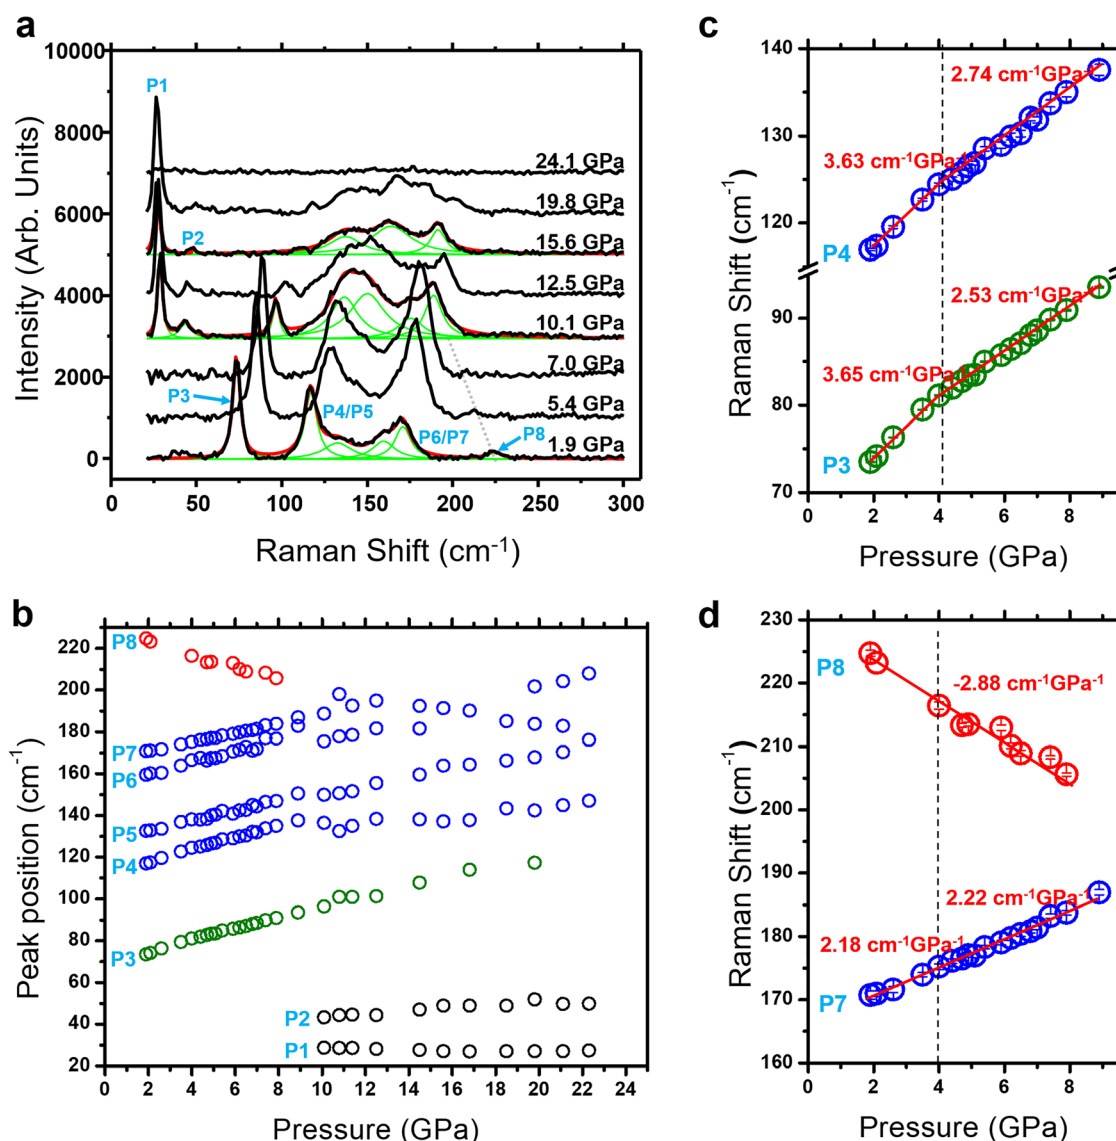 a
10000
8000
6000
4000
2000
0
Intensity (Arb. Units)
P1
P2
P3
P4/P5
P6/P7
P8
24.1 GPa
19.8 GPa
15.6 GPa
12.5 GPa
10.1 GPa
7.0 GPa
5.4 GPa
1.9 GPa
0 50 100 150 200 250 300
Raman Shift (cm-1)
b
220
200
180
160
140
120
100
80
60
40
20
Peak position (cm-1)
P8
P7
P6
P5
P4
P3
P2
P1
0 2 4 6 8 10 12 14 16 18 20 22 24
Pressure (GPa)
c
140
130
120
90
80
70
Raman Shift (cm-1)
2.74 cm-1GPa-1
3.63 cm-1GPa-1
P4
2.53 cm-1GPa-1
3.65 cm-1GPa-1
P3
0 2 4 6 8
Pressure (GPa)
d
230
220
210
200
190
180
170
160
Raman Shift (cm-1)
P8
-2.88 cm-1GPa-1
2.22 cm-1GPa-1
2.18 cm-1GPa-1
P7
0 2 4 6 8
Pressure (GPa)